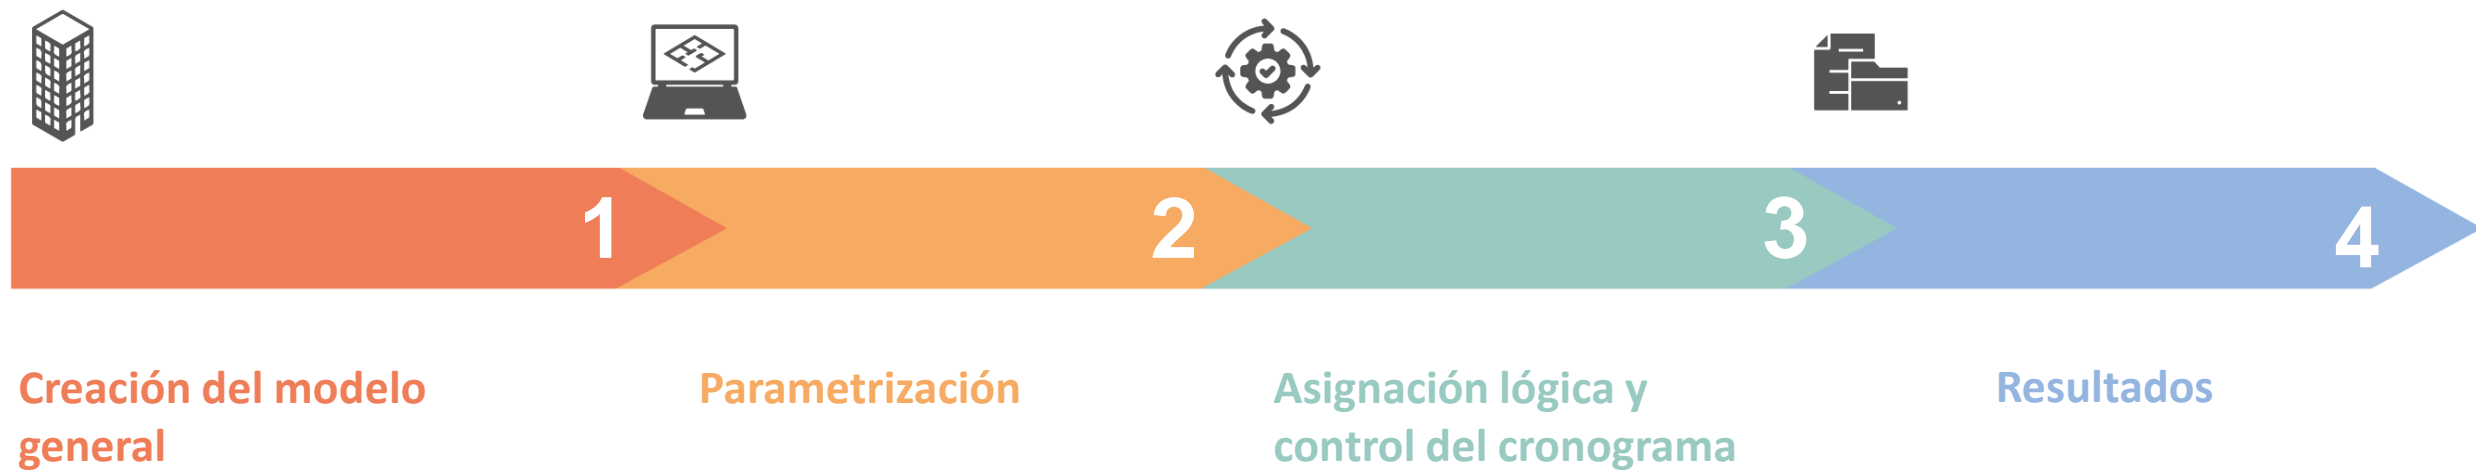 1
2
3
4
Creación del modelo
general
Parametrización
Asignación lógica y
control del cronograma
Resultados